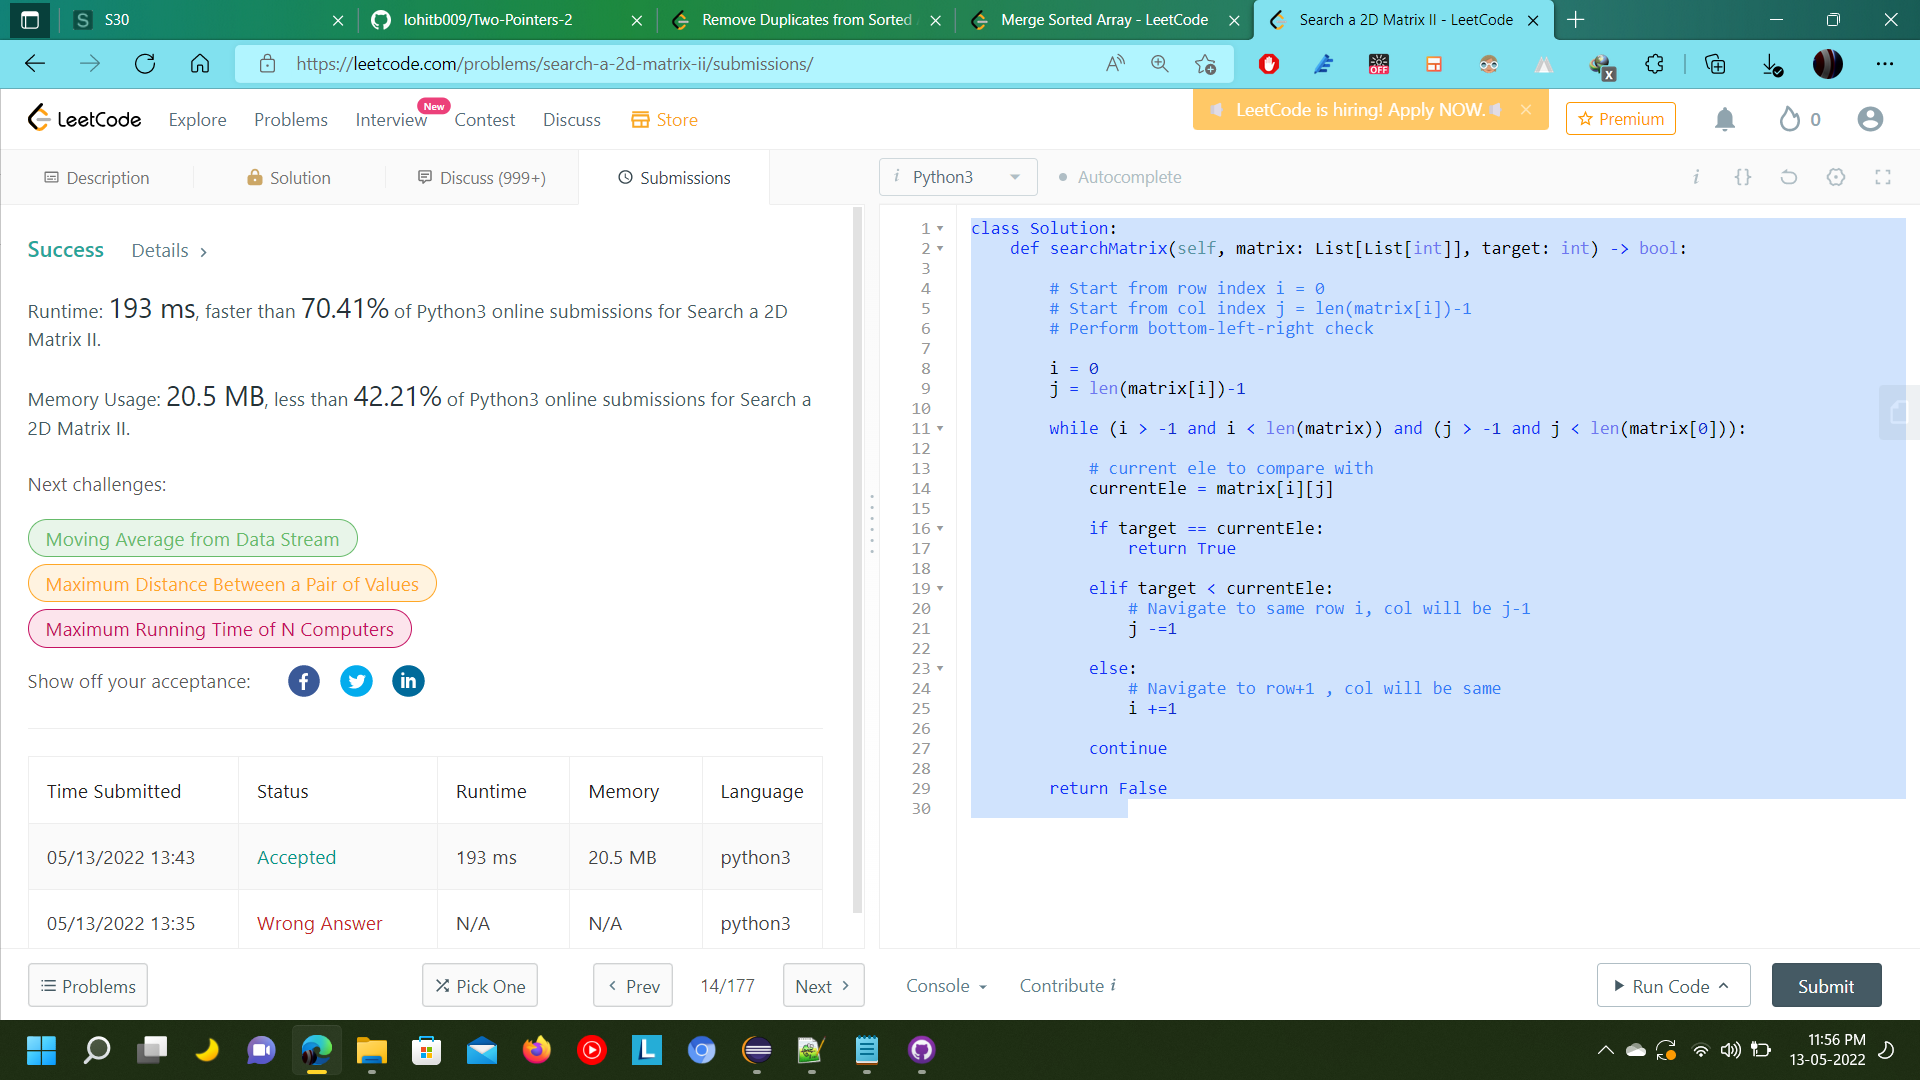 S30
lohitb009/Two-Pointers-2
Remove Duplicates from Sorted
Merge Sorted Array - LeetCode
Search a 2D Matrix II - LeetCode
https://leetcode.com/problems/search-a-2d-matrix-ii/submissions/
OFF
LeetCode
Explore
Problems
Interview
New
Contest
Discuss
Store
LeetCode is hiring! Apply NOW.
Premium
0
Description
Solution
Discuss (999+)
Submissions
i Python3
Autocomplete
Success
Details
Runtime: 193 ms, faster than 70.41% of Python3 online submissions for Search a 2D
Matrix II.
Memory Usage: 20.5 MB, less than 42.21% of Python3 online submissions for Search a
2D Matrix II.
Next challenges:
Moving Average from Data Stream
Maximum Distance Between a Pair of Values
Maximum Running Time of N Computers
Show off your acceptance:
Time Submitted Status Runtime Memory Language
05/13/2022 13:43 Accepted 193 ms 20.5 MB python3
05/13/2022 13:35 Wrong Answer N/A N/A python3
1 class Solution:
2 def searchMatrix(self, matrix: List[List[int]], target: int) -> bool:
3
4 # Start from row index i = 0
5 # Start from col index j = len(matrix[i])-1
6 # Perform bottom-left-right check
7
8 i = 0
9 j = len(matrix[i])-1
10
11 while (i > -1 and i < len(matrix)) and (j > -1 and j < len(matrix[0])):
12
13 # current ele to compare with
14 currentEle = matrix[i][j]
15
16 if target == currentEle:
17 return True
18
19 elif target < currentEle:
20 # Navigate to same row i, col will be j-1
21 j -=1
22
23 else:
24 # Navigate to row+1 , col will be same
25 i +=1
26
27 continue
28
29 return False
30
Problems
Pick One
Prev
14/177
Next
Console
Contribute i
Run Code
Submit
11:56 PM
13-05-2022